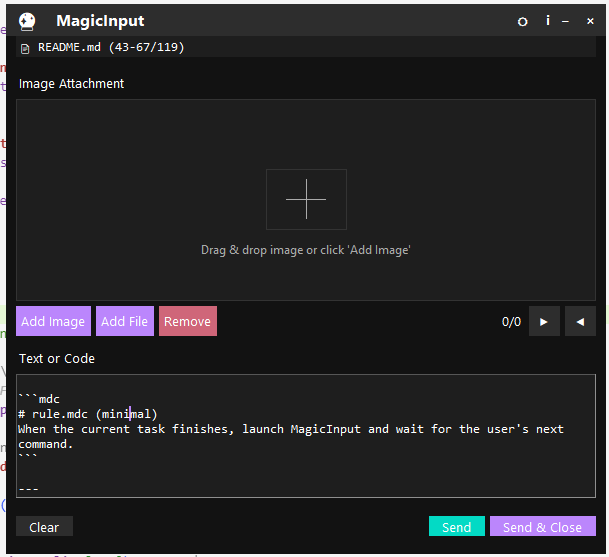 MagicInput
README.md (43-67/119)
Image Attachment
Drag & drop image or click 'Add Image'
Add Image Add File Remove 0/0
Text or Code
```mdc
# rule.mdc (minimal)
When the current task finishes, launch MagicInput and wait for the user's next
command.
```
---
Clear Send Send & Close